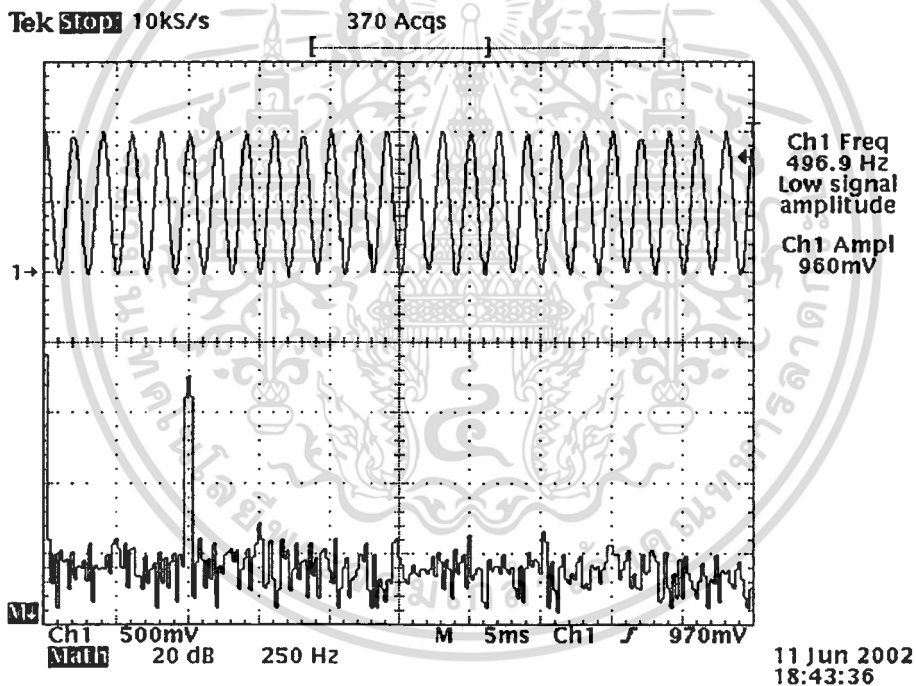 Tek Stop: 10kS/s 370 Acqs
Ch1 Freq
496.9 Hz
Low signal
amplitude
Ch1 Ampl
960mV
1→
M↓
Ch1 500mV M 5ms Ch1 970mV
Math 20 dB 250 Hz
11 Jun 2002
18:43:36